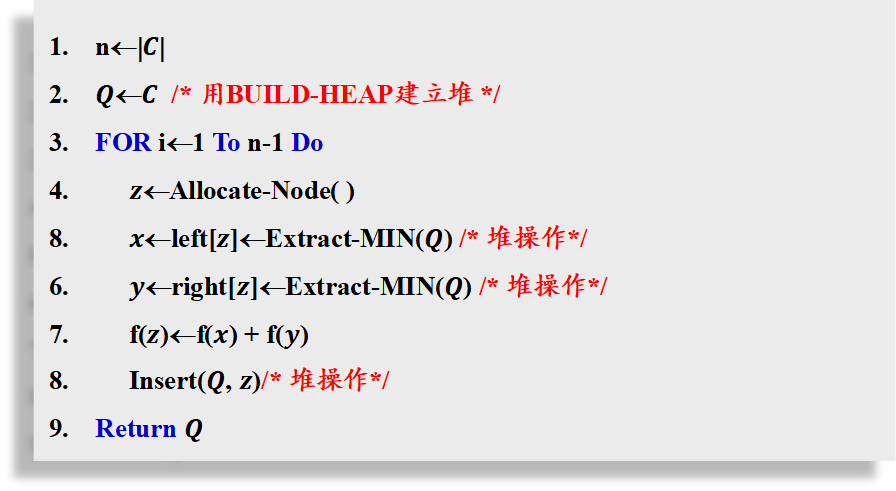 1. n←|C|
2. Q←C /* 用BUILD-HEAP建立堆 */
3. FOR i←1 To n-1 Do
4. z←Allocate-Node( )
8. x←left[z]←Extract-MIN(Q) /* 堆操作*/
6. y←right[z]←Extract-MIN(Q) /* 堆操作*/
7. f(z)←f(x) + f(y)
8. Insert(Q, z)/* 堆操作*/
9. Return Q